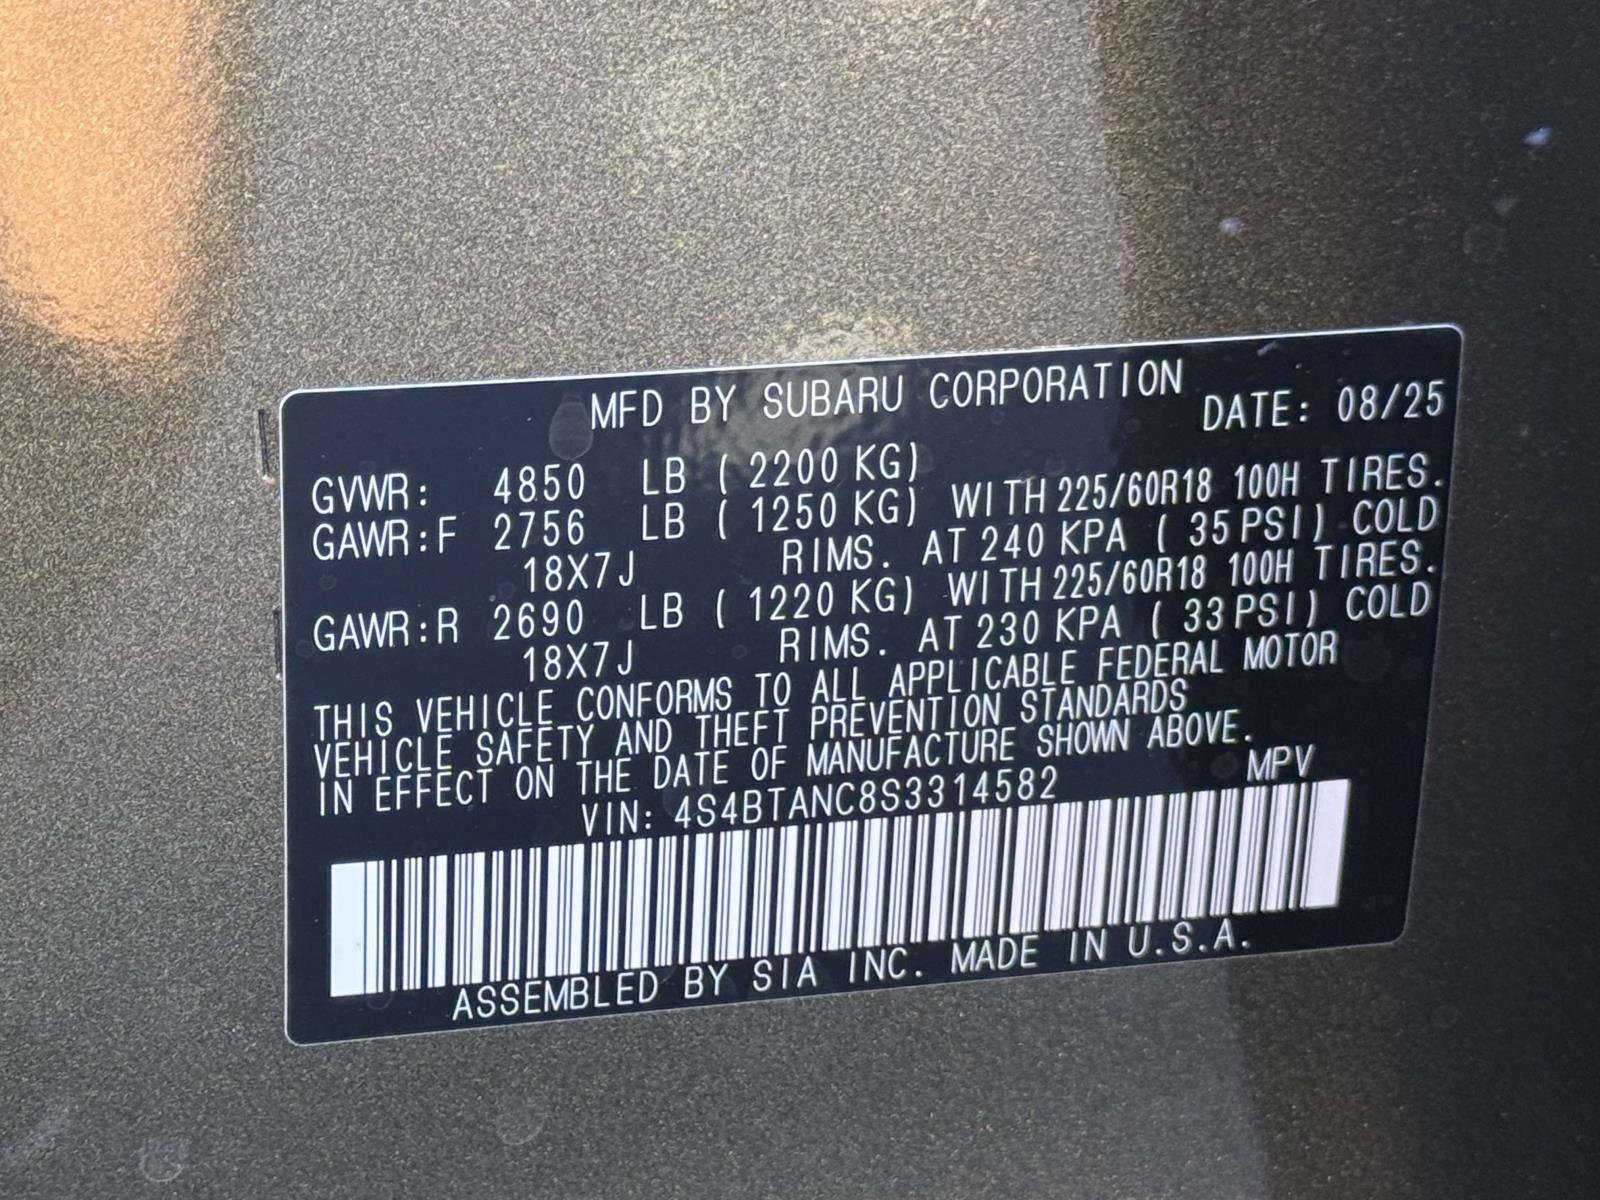 MFD BY SUBARU CORPORATION DATE: 08/25
GVWR: 4850 LB ( 2200 KG)
GAWR:F 2756 LB ( 1250 KG) WITH 225/60R18 100H TIRES.
18X7J RIMS. AT 240 KPA ( 35 PSI) COLD
GAWR:R 2690 LB ( 1220 KG) WITH 225/60R18 100H TIRES.
18X7J RIMS. AT 230 KPA ( 33 PSI) COLD
THIS VEHICLE CONFORMS TO ALL APPLICABLE FEDERAL MOTOR
VEHICLE SAFETY AND THEFT PREVENTION STANDARDS
IN EFFECT ON THE DATE OF MANUFACTURE SHOWN ABOVE.
VIN: 4S4BTANC8S3314582 MPV
ASSEMBLED BY SIA INC. MADE IN U.S.A.